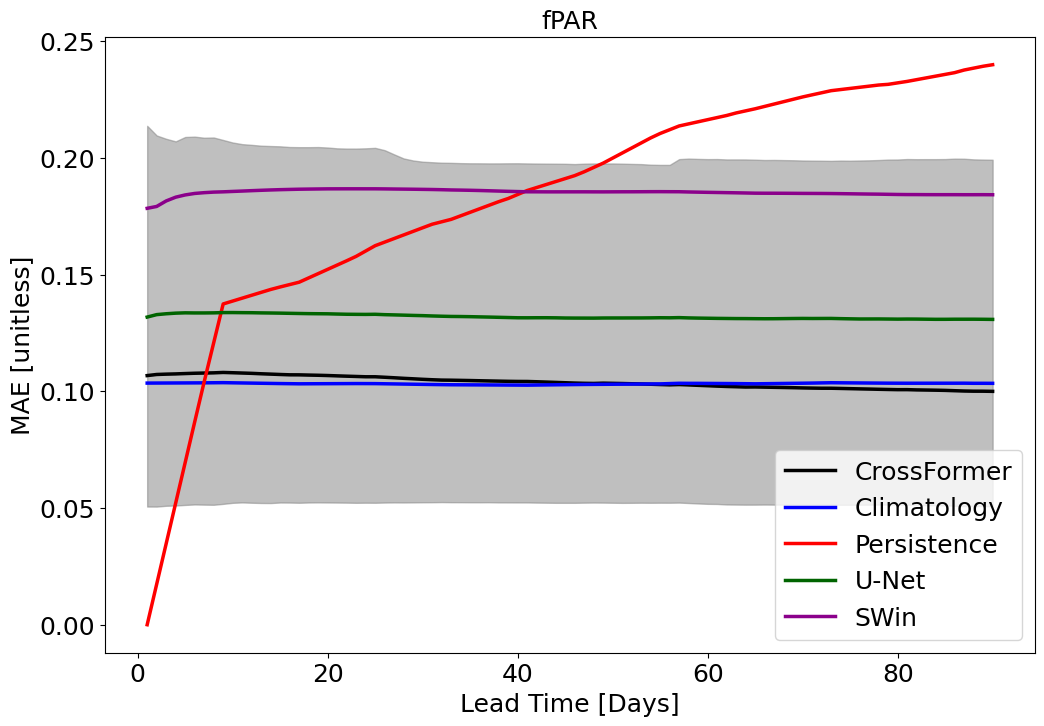 fPAR
MAE [unitless]
0.25
0.20
0.15
0.10
0.05
0.00
0
20
40
60
80
Lead Time [Days]
CrossFormer
Climatology
Persistence
U-Net
SWin